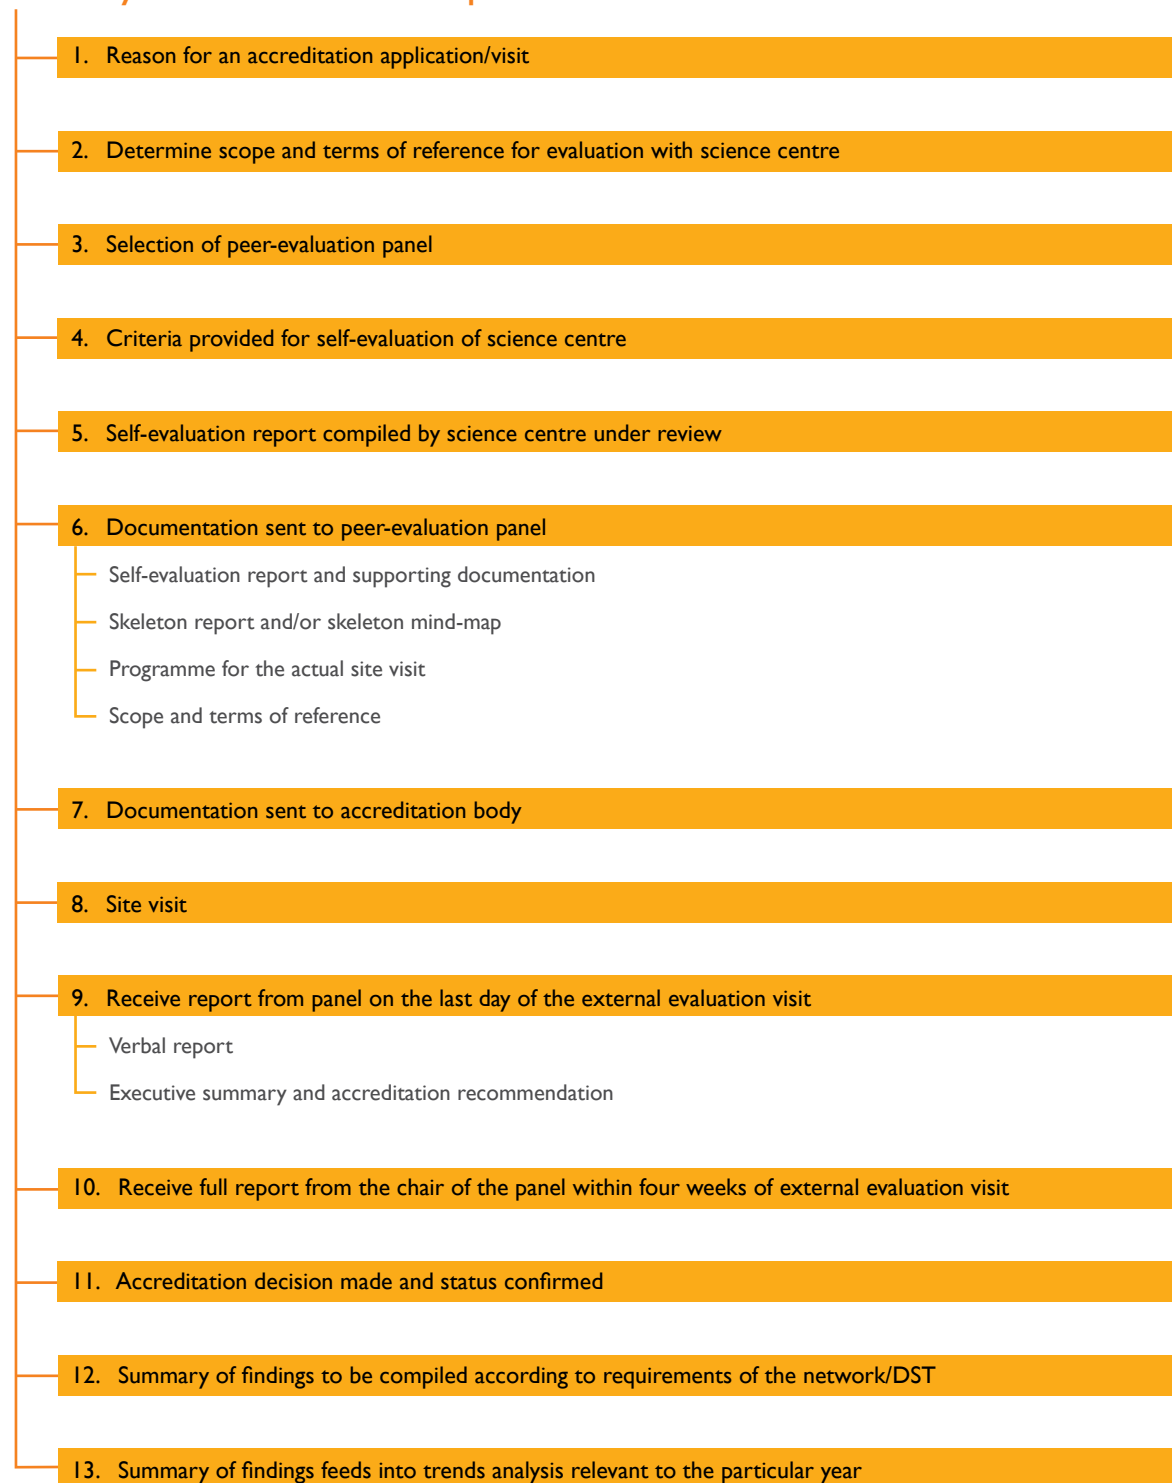 1. Reason for an accreditation application/visit
2. Determine scope and terms of reference for evaluation with science centre
3. Selection of peer-evaluation panel
4. Criteria provided for self-evaluation of science centre
5. Self-evaluation report compiled by science centre under review
6. Documentation sent to peer-evaluation panel
Self-evaluation report and supporting documentation
Skeleton report and/or skeleton mind-map
Programme for the actual site visit
Scope and terms of reference
7. Documentation sent to accreditation body
8. Site visit
9. Receive report from panel on the last day of the external evaluation visit
Verbal report
Executive summary and accreditation recommendation
10. Receive full report from the chair of the panel within four weeks of external evaluation visit
11. Accreditation decision made and status confirmed
12. Summary of findings to be compiled according to requirements of the network/DST
13. Summary of findings feeds into trends analysis relevant to the particular year